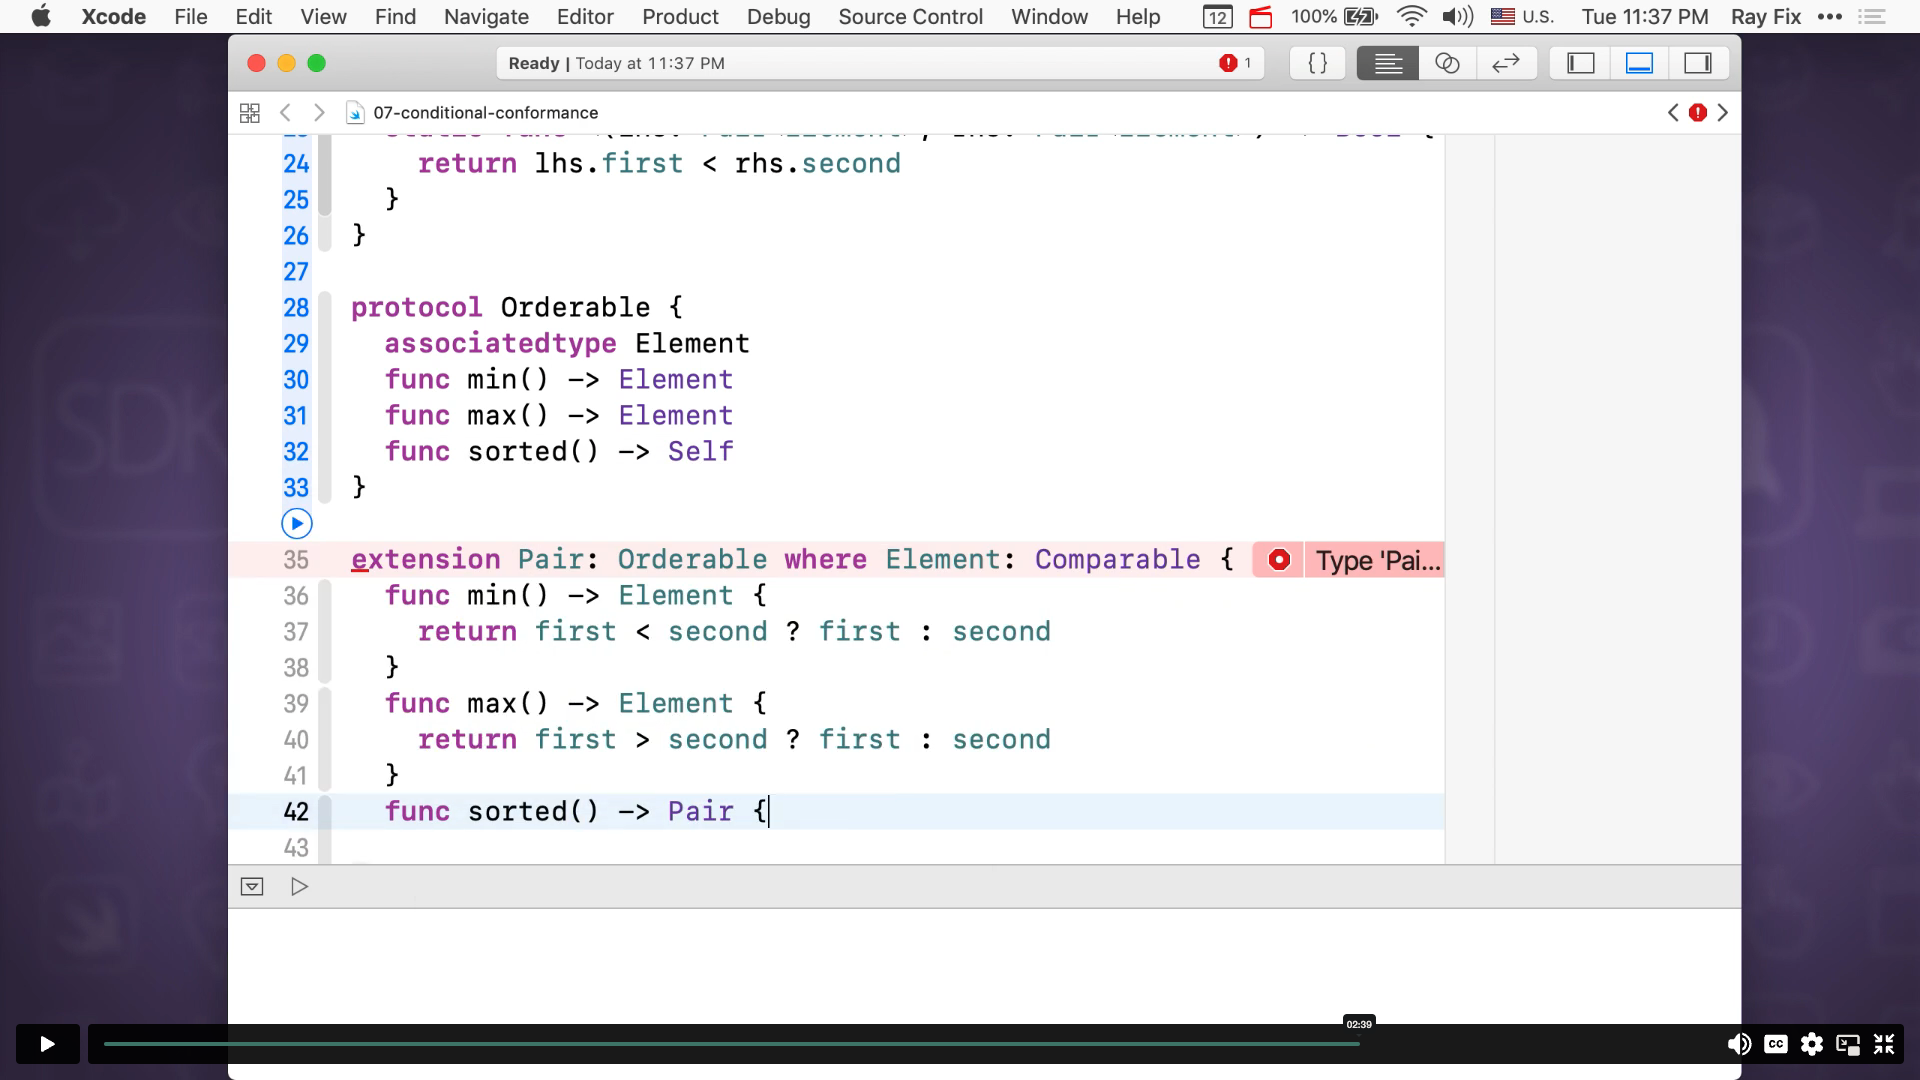 Xcode File Edit View Find Navigate Editor Product Debug Source Control Window Help 12 100% U.S. Tue 11:37 PM Ray Fix
Ready | Today at 11:37 PM 1
{}
07-conditional-conformance
24 return lhs.first < rhs.second
25 }
26 }
27
28 protocol Orderable {
29 associatedtype Element
30 func min() -> Element
31 func max() -> Element
32 func sorted() -> Self
33 }
35 extension Pair: Orderable where Element: Comparable { Type 'Pai...
36 func min() -> Element {
37 return first < second ? first : second
38 }
39 func max() -> Element {
40 return first > second ? first : second
41 }
42 func sorted() -> Pair {
43
SDK
02:39
CC